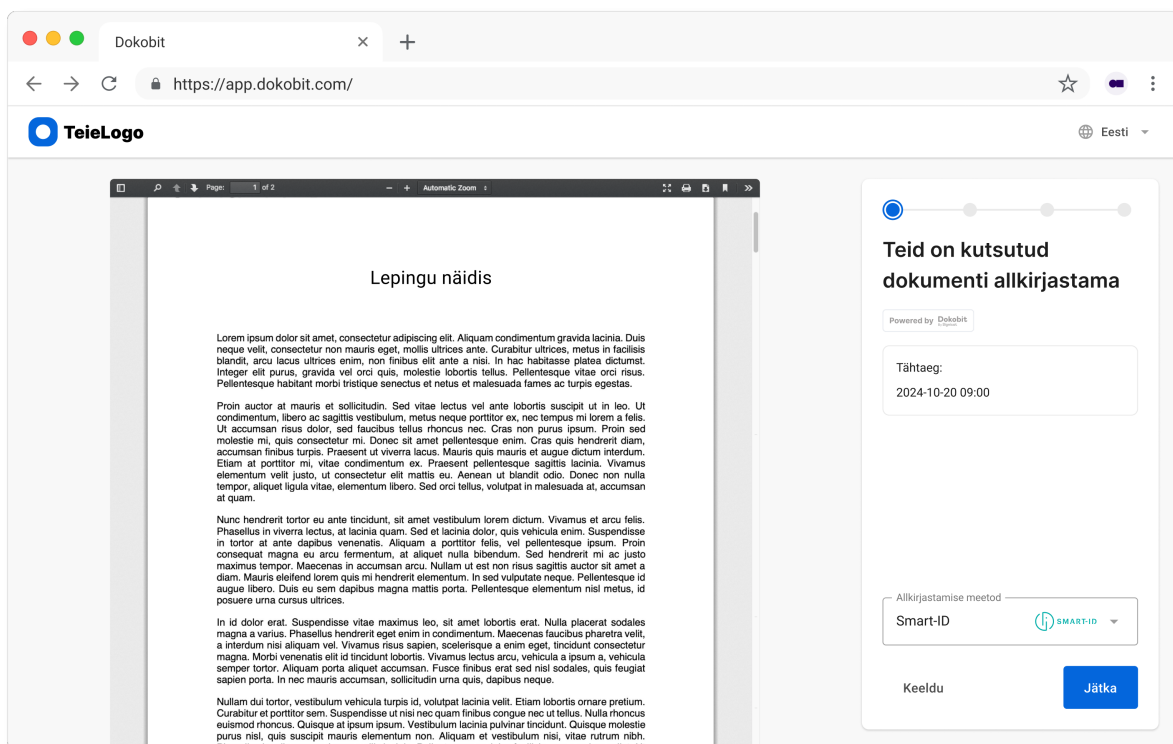 Dokobit
https://app.dokobit.com/
TeieLogo
Eesti
Page: 1 of 2
Automatic Zoom
Lepingu näidis
Lorem ipsum dolor sit amet, consectetur adipiscing elit. Aliquam condimentum gravida lacinia. Duis
neque velit, consectetur non mauris eget, mollis ultrices ante. Curabitur ultrices, metus in facilisis
blandit, arcu lacus ultrices enim, non finibus elit ante a nisi. In hac habitasse platea dictumst.
Integer elit purus, gravida vel orci quis, molestie lobortis tellus. Pellentesque vitae orci risus.
Pellentesque habitant morbi tristique senectus et netus et malesuada fames ac turpis egestas.
Proin auctor at mauris et sollicitudin. Sed vitae lectus vel ante lobortis suscipit ut in leo. Ut
condimentum, libero ac sagittis vestibulum, metus neque porttitor ex, nec tempus mi lorem a felis.
Ut accumsan risus dolor, sed faucibus tellus rhoncus nec. Cras non purus ipsum. Proin sed
molestie mi, quis consectetur mi. Donec sit amet pellentesque enim. Cras quis hendrerit diam,
accumsan finibus turpis. Praesent ut viverra lacus. Mauris quis mauris et augue dictum interdum.
Etiam at porttitor mi, vitae condimentum ex. Praesent pellentesque sagittis lacinia. Vivamus
elementum velit justo, ut consectetur elit mattis eu. Aenean ut blandit odio. Donec non nulla
tempor, aliquet ligula vitae, elementum libero. Sed orci tellus, volutpat in malesuada at, accumsan
at quam.
Nunc hendrerit tortor eu ante tincidunt, sit amet vestibulum lorem dictum. Vivamus et arcu felis.
Phasellus in viverra lectus, at lacinia quam. Sed et lacinia dolor, quis vehicula enim. Suspendisse
in tortor at ante dapibus venenatis. Aliquam a porttitor felis, vel pellentesque ipsum. Proin
consequat magna eu arcu fermentum, at aliquet nulla bibendum. Sed hendrerit mi ac justo
maximus tempor. Maecenas in accumsan arcu. Nullam ut est non risus sagittis auctor sit amet a
diam. Mauris eleifend lorem quis mi hendrerit elementum. In sed vulputate neque. Pellentesque id
augue libero. Duis eu sem dapibus magna mattis porta. Pellentesque elementum nisl metus, id
posuere urna cursus ultrices.
In id dolor erat. Suspendisse vitae maximus leo, sit amet lobortis erat. Nulla placerat sodales
magna a varius. Phasellus hendrerit eget enim in condimentum. Maecenas faucibus pharetra velit,
a interdum nisi aliquam vel. Vivamus risus sapien, scelerisque a enim eget, tincidunt consectetur
magna. Morbi venenatis elit id tincidunt lobortis. Vivamus lectus arcu, vehicula a ipsum a, vehicula
semper tortor. Aliquam porta aliquet accumsan. Fusce finibus erat sed nisl sodales, quis feugiat
sapien porta. In nec mauris accumsan, sollicitudin urna quis, dapibus neque.
Nullam dui tortor, vestibulum vehicula turpis id, volutpat lacinia velit. Etiam lobortis ornare pretium.
Curabitur et porttitor sem. Suspendisse ut nisi nec quam finibus congue nec ut tellus. Nulla rhoncus
euismod rhoncus. Quisque at ipsum ipsum. Vestibulum lacinia pulvinar tincidunt. Quisque molestie
purus nisl, quis suscipit mauris elementum non. Aliquam et vestibulum nisi, vitae rutrum nibh.
Teid on kutsutud
dokumenti allkirjastama
Powered by Dokobit
Tähtaeg:
2024-10-20 09:00
Allkirjastamise meetod
Smart-ID
SMART-ID
Keeldu
Jätka